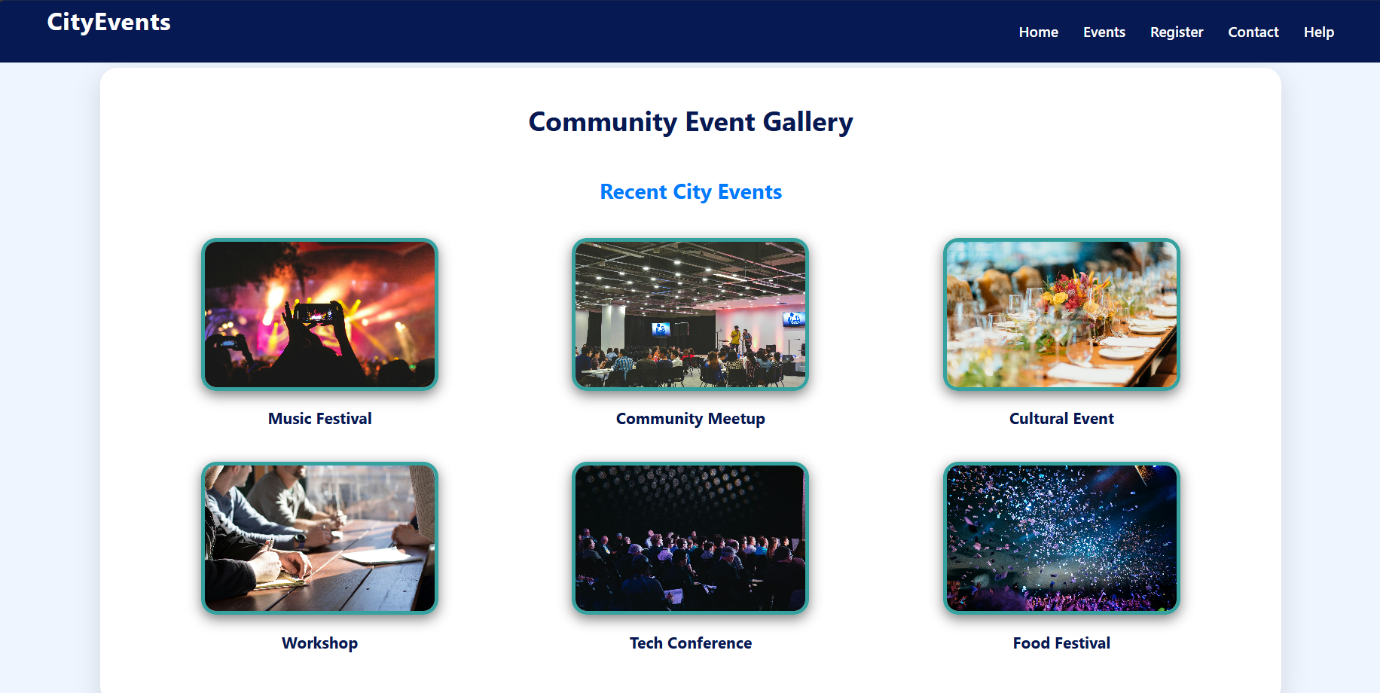 CityEvents
Home Events Register Contact Help
Community Event Gallery
Recent City Events
Music Festival Community Meetup Cultural Event
Workshop Tech Conference Food Festival